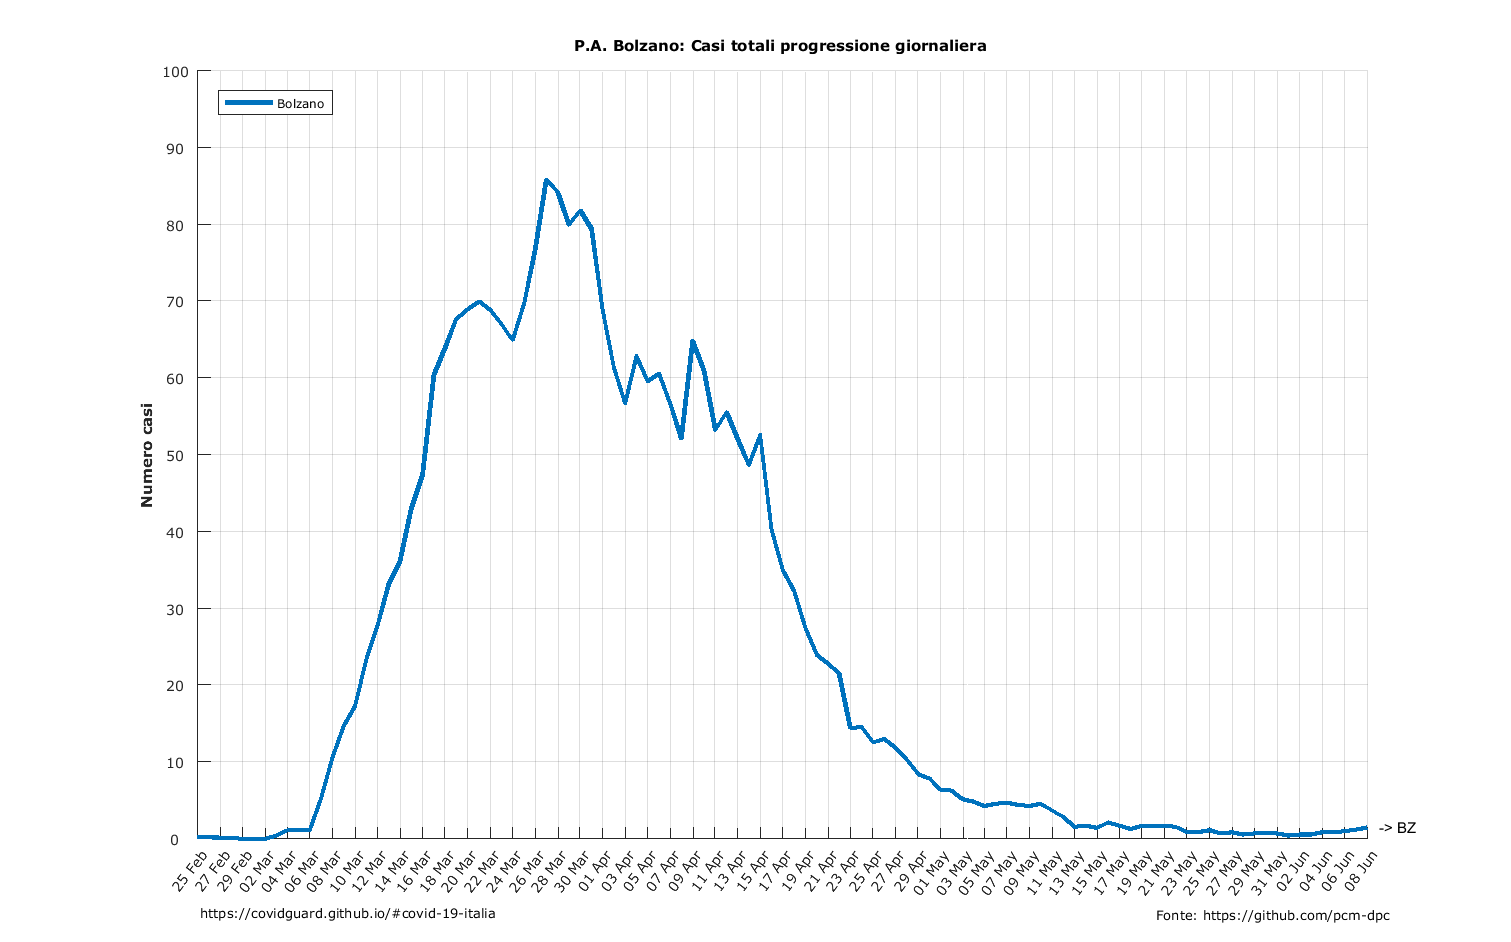 P.A. Bolzano: Casi totali progressione giornaliera
Bolzano
Numero casi
100
90
80
70
60
50
40
30
20
10
0
25 Feb
27 Feb
29 Feb
02 Mar
04 Mar
06 Mar
08 Mar
10 Mar
12 Mar
14 Mar
16 Mar
18 Mar
20 Mar
22 Mar
24 Mar
26 Mar
28 Mar
30 Mar
01 Apr
03 Apr
05 Apr
07 Apr
09 Apr
11 Apr
13 Apr
15 Apr
17 Apr
19 Apr
21 Apr
23 Apr
25 Apr
27 Apr
29 Apr
01 May
03 May
05 May
07 May
09 May
11 May
13 May
15 May
17 May
19 May
21 May
23 May
25 May
27 May
29 May
31 May
02 Jun
04 Jun
06 Jun
08 Jun
-> BZ
https://covidguard.github.io/#covid-19-italia
Fonte: https://github.com/pcm-dpc